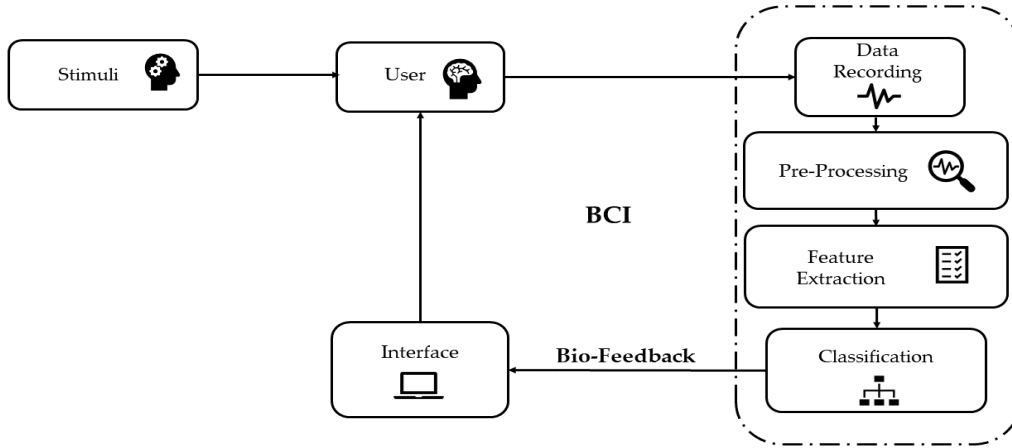 Stimuli
User
Data
Recording
Pre-Processing
BCI
Feature
Extraction
Interface
Bio-Feedback
Classification